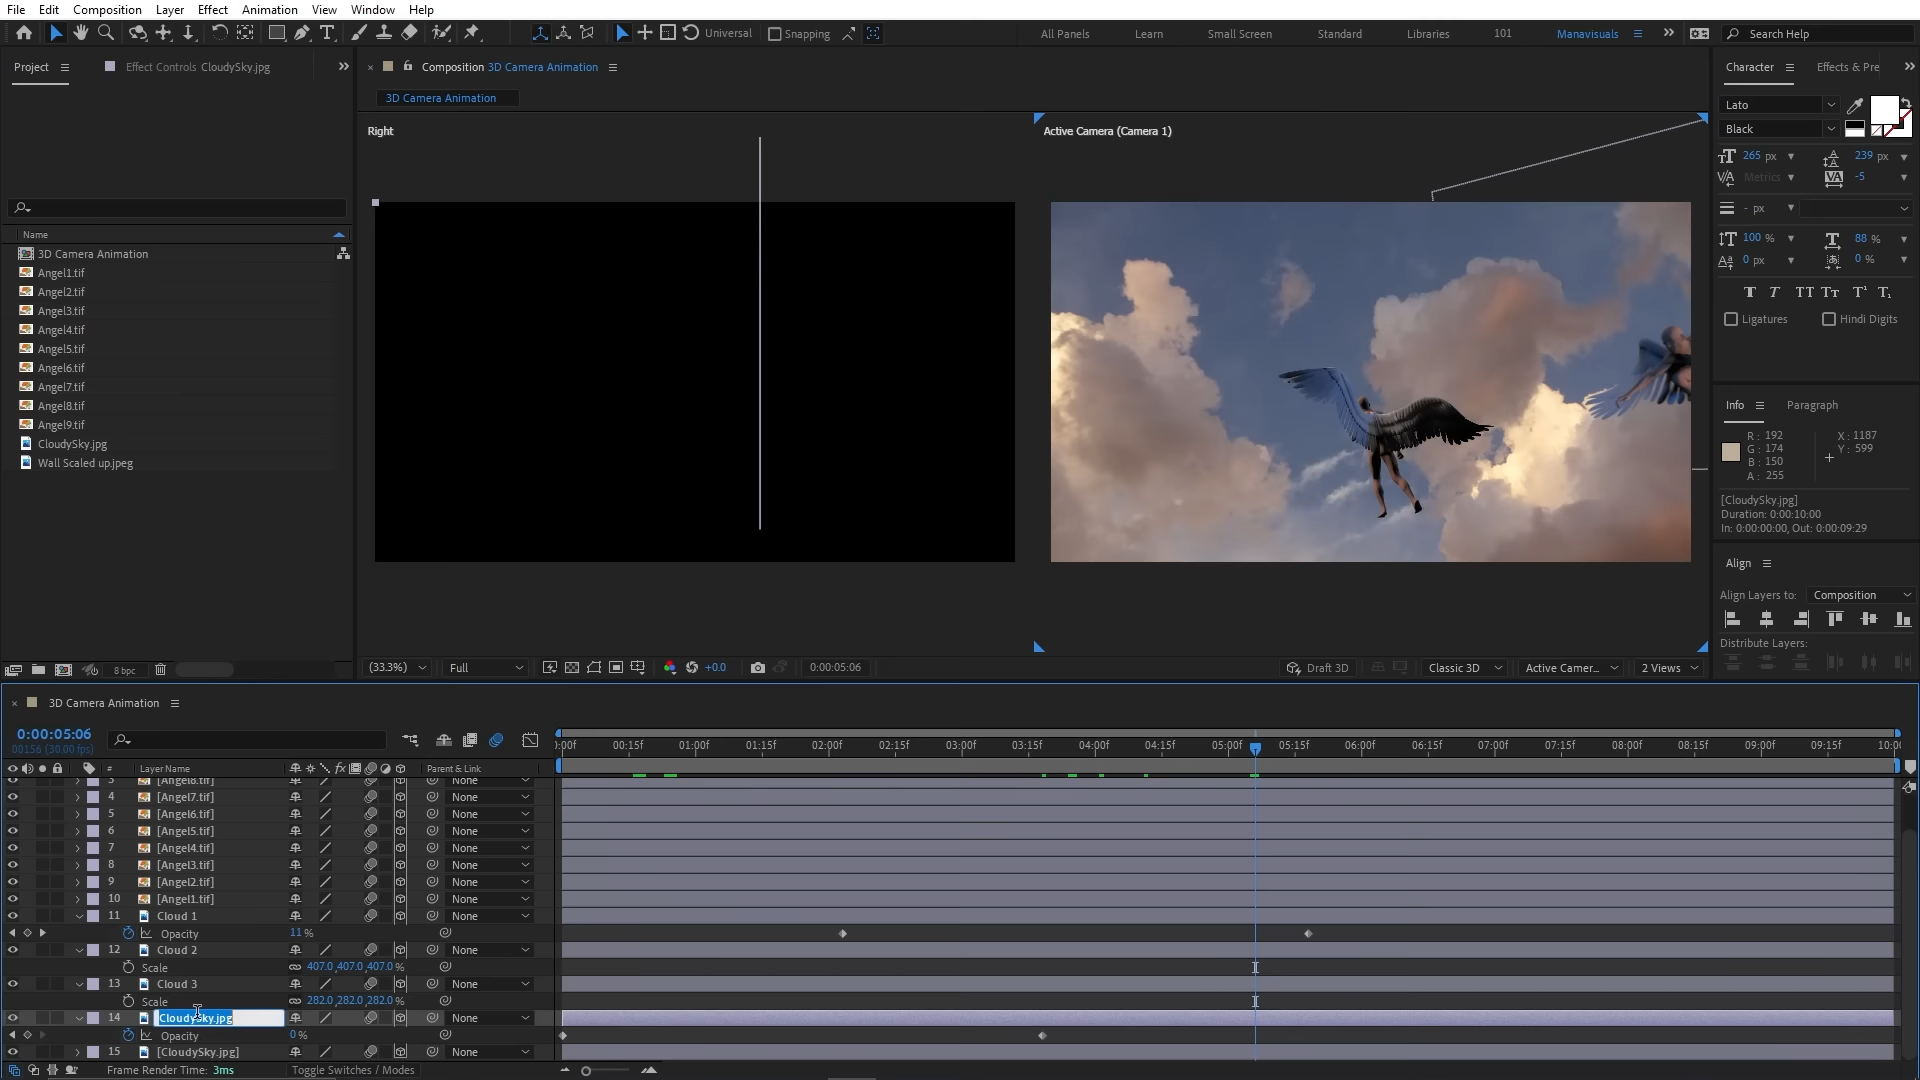 File Edit Composition Layer Effect Animation View Window Help
Universal Snapping All Panels Learn Small Screen Standard Libraries 101 Manavisuals Search Help
Project Effect Controls CloudySky.jpg
Composition 3D Camera Animation
3D Camera Animation
Right
Active Camera (Camera 1)
Name
3D Camera Animation
Angel1.tif
Angel2.tif
Angel3.tif
Angel4.tif
Angel5.tif
Angel6.tif
Angel7.tif
Angel8.tif
Angel9.tif
CloudySky.jpg
Wall Scaled up.jpeg
8 bpc
(33.3%) Full +0.0 0:00:05:06 Draft 3D Classic 3D Active Camer... 2 Views
Character Effects & Pre
Lato
Black
265 px 239 px
Metrics -5
- px
100 % 88 %
0 px 0 %
Ligatures Hindi Digits
Info Paragraph
R : 192 X : 1187
G : 174 Y : 599
B : 150
A : 255
[CloudySky.jpg]
Duration: 0:00:10:00
In: 0:00:00:00, Out: 0:00:09:29
Align
Align Layers to: Composition
Distribute Layers:
3D Camera Animation
0:00:05:06
00156 (30.00 fps)
:00f 00:15f 01:00f 01:15f 02:00f 02:15f 03:00f 03:15f 04:00f 04:15f 05:00f 05:15f 06:00f 06:15f 07:00f 07:15f 08:00f 08:15f 09:00f 09:15f 10:00
# Layer Name fx Parent & Link
3 [Angel8.tif] None
4 [Angel7.tif] None
5 [Angel6.tif] None
6 [Angel5.tif] None
7 [Angel4.tif] None
8 [Angel3.tif] None
9 [Angel2.tif] None
10 [Angel1.tif] None
11 Cloud 1 None
Opacity 11 %
12 Cloud 2 None
Scale 407.0,407.0,407.0 %
13 Cloud 3 None
Scale 282.0,282.0,282.0 %
14 CloudySky.jpg None
Opacity 0 %
15 [CloudySky.jpg] None
Frame Render Time: 3ms Toggle Switches / Modes